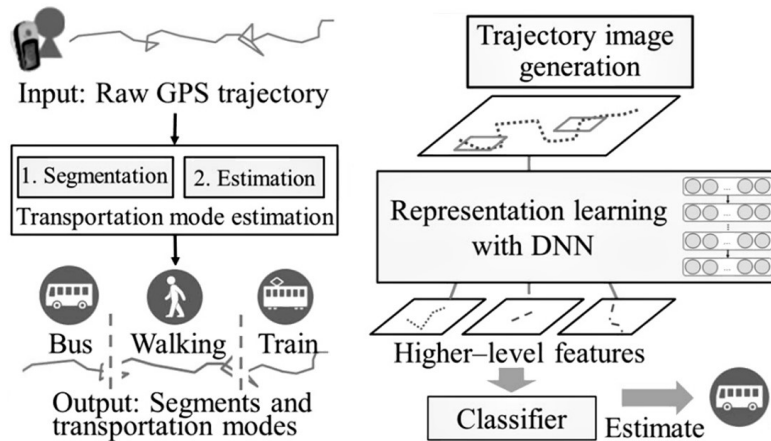 Input: Raw GPS trajectory
1. Segmentation
2. Estimation
Transportation mode estimation
Bus
Walking
Train
Output: Segments and
transportation modes
Trajectory image
generation
Representation learning
with DNN
...
...
...
...
Higher–level features
Classifier
Estimate